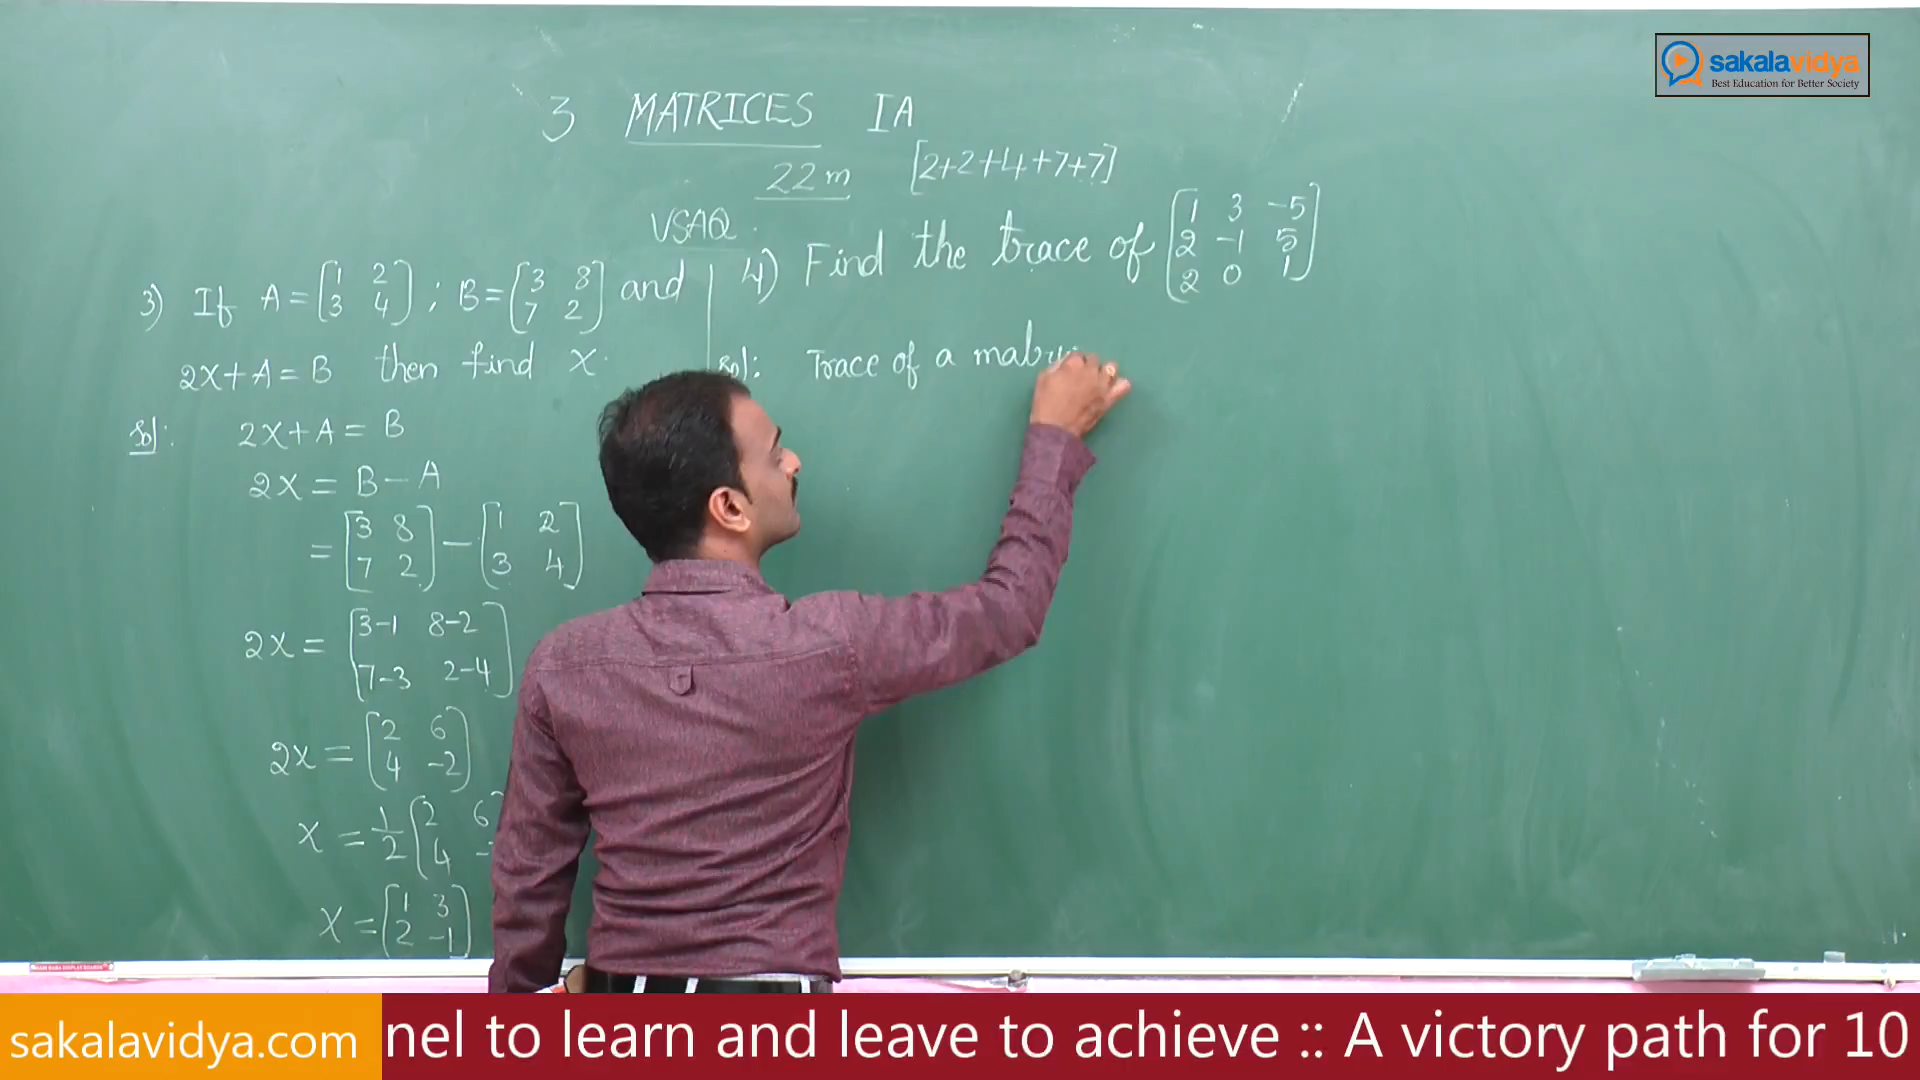 sakalavidya
Best Education for Better Society
3 MATRICES IA
22m [2+2+4+7+7]
VSAQ.
3) If A = [1 2
3 4] ; B = [3 8
7 2] and
2X + A = B then find X.
Sol: 2X + A = B
2X = B - A
= [3 8
7 2] - [1 2
3 4]
2X = [3-1 8-2
7-3 2-4]
2X = [2 6
4 -2]
X = 1/2 [2 6
4
X = [1 3
2 -1]
4) Find the trace of [1 3 -5
2 -1 5
2 0 1]
Sol: Trace of a matrix
sakalavidya.com
nel to learn and leave to achieve :: A victory path for 10